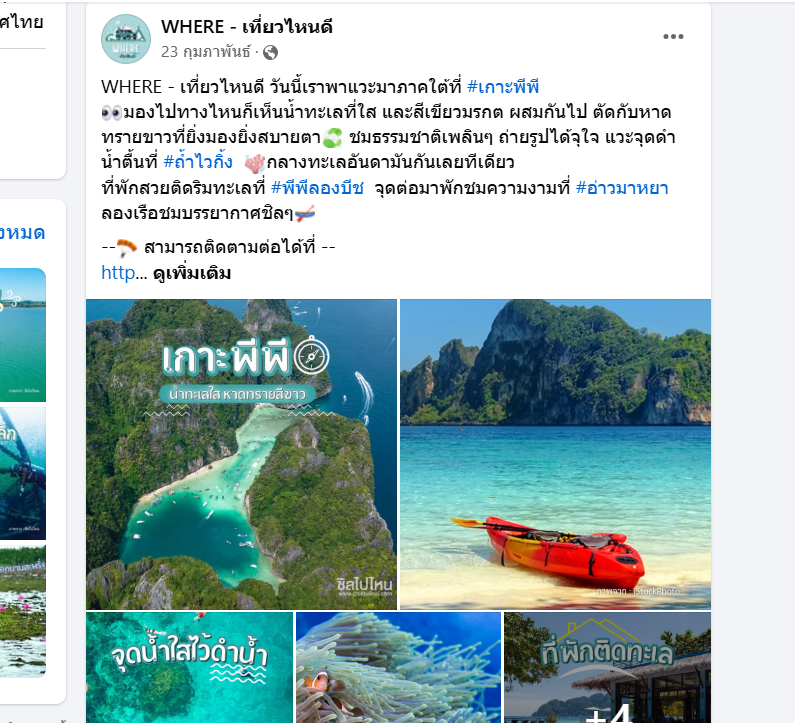 ศไทย
งหมด
WHERE - เที่ยวไหนดี
23 กุมภาพันธ์ ·
WHERE - เที่ยวไหนดี วันนี้เราพาแวะมาภาคใต้ที่ #เกาะพีพี
👀มองไปทางไหนก็เห็นน้ำทะเลที่ใส และสีเขียวมรกต ผสมกันไป ตัดกับหาด
ทรายขาวที่ยิ่งมองยิ่งสบายตา ชมธรรมชาติเพลินๆ ถ่ายรูปได้จุใจ แวะจุดดำ
น้ำตื้นที่ #ถ้ำไวกิ้ง กลางทะเลอันดามันกันเลยทีเดียว
ที่พักสวยติดริมทะเลที่ #พีพีลองบีช จุดต่อมาพักชมความงามที่ #อ่าวมาหยา
ลองเรือชมบรรยากาศชิลๆ
--🪂 สามารถติดตามต่อได้ที่ --
http... ดูเพิ่มเติม
เกาะพีพี
น้ำทะเลใส หาดทรายสีขาว
ชิลไปไหน
www.chillpainai.com
ภาพจาก : iStockPhoto
จุดน้ำใสไว้ดำน้ำ
ที่พักติดทะเล
+4